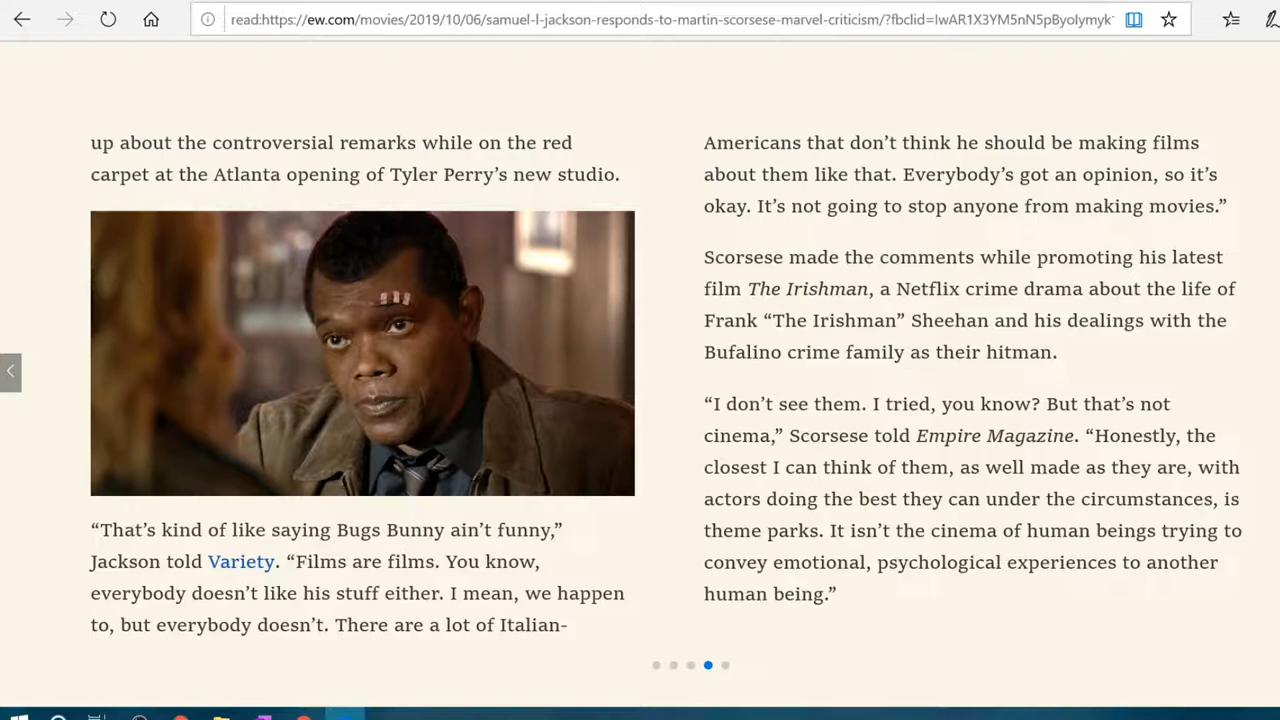 read:https://ew.com/movies/2019/10/06/samuel-l-jackson-responds-to-martin-scorsese-marvel-criticism/?fbclid=IwAR1X3YM5nN5pByoIymyk
up about the controversial remarks while on the red
carpet at the Atlanta opening of Tyler Perry’s new studio.
“That’s kind of like saying Bugs Bunny ain’t funny,”
Jackson told Variety. “Films are films. You know,
everybody doesn’t like his stuff either. I mean, we happen
to, but everybody doesn’t. There are a lot of Italian-
Americans that don’t think he should be making films
about them like that. Everybody’s got an opinion, so it’s
okay. It’s not going to stop anyone from making movies.”
Scorsese made the comments while promoting his latest
film The Irishman, a Netflix crime drama about the life of
Frank “The Irishman” Sheehan and his dealings with the
Bufalino crime family as their hitman.
“I don’t see them. I tried, you know? But that’s not
cinema,” Scorsese told Empire Magazine. “Honestly, the
closest I can think of them, as well made as they are, with
actors doing the best they can under the circumstances, is
theme parks. It isn’t the cinema of human beings trying to
convey emotional, psychological experiences to another
human being.”